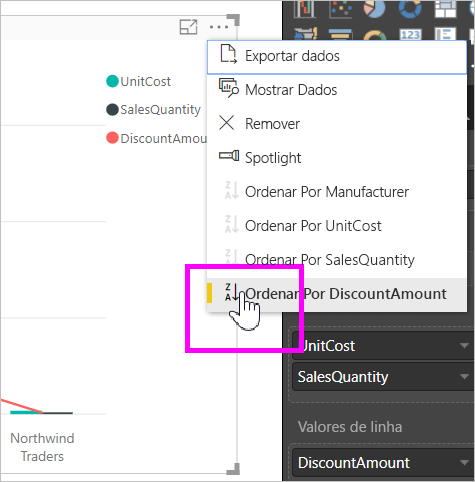 Exportar dados
UnitCost
Mostrar Dados
SalesQuantity
Remover
DiscountAmou
Spotlight
Ordenar Por Manufacturer
Ordenar Por UnitCost
Ordenar Por SalesQuantity
Ordenar Por DiscountAmount
UnitCost
SalesQuantity
Northwind
Traders
Valores de linha
DiscountAmount